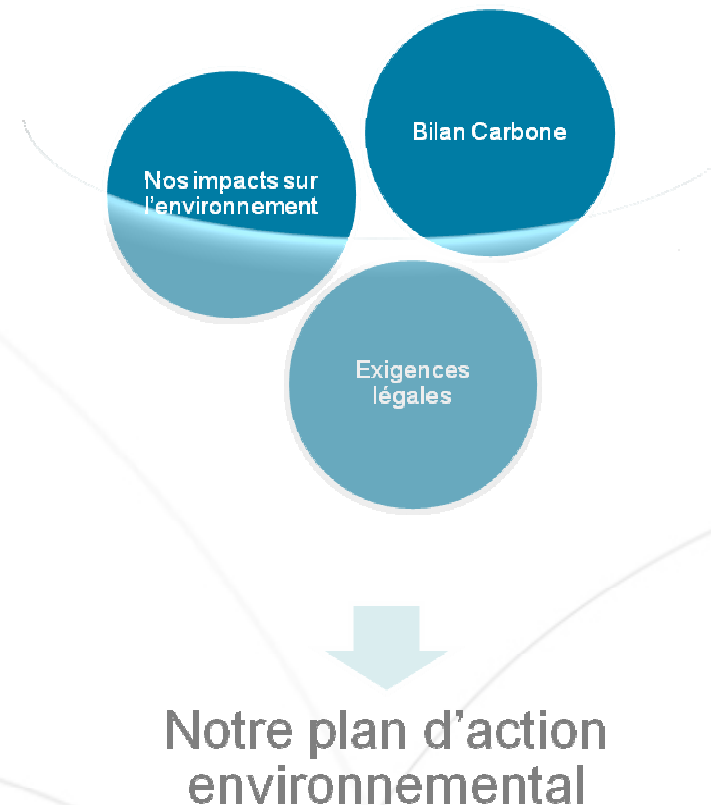 Bilan Carbone
Nos impacts sur
l'environnement
Exigences
légales
Notre plan d'action
environnemental